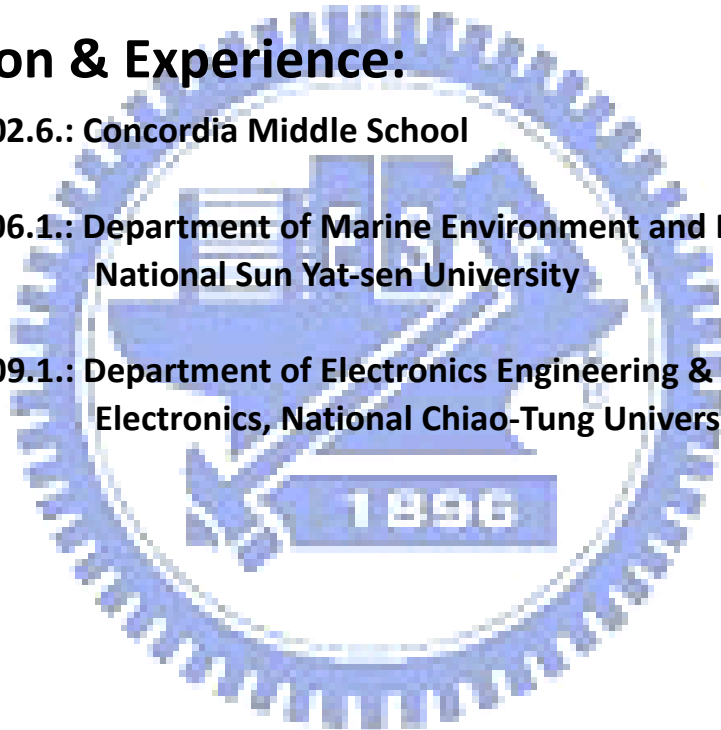 on & Experience:
02.6.: Concordia Middle School
06.1.: Department of Marine Environment and
National Sun Yat-sen University
09.1.: Department of Electronics Engineering &
Electronics, National Chiao-Tung Univers
1896